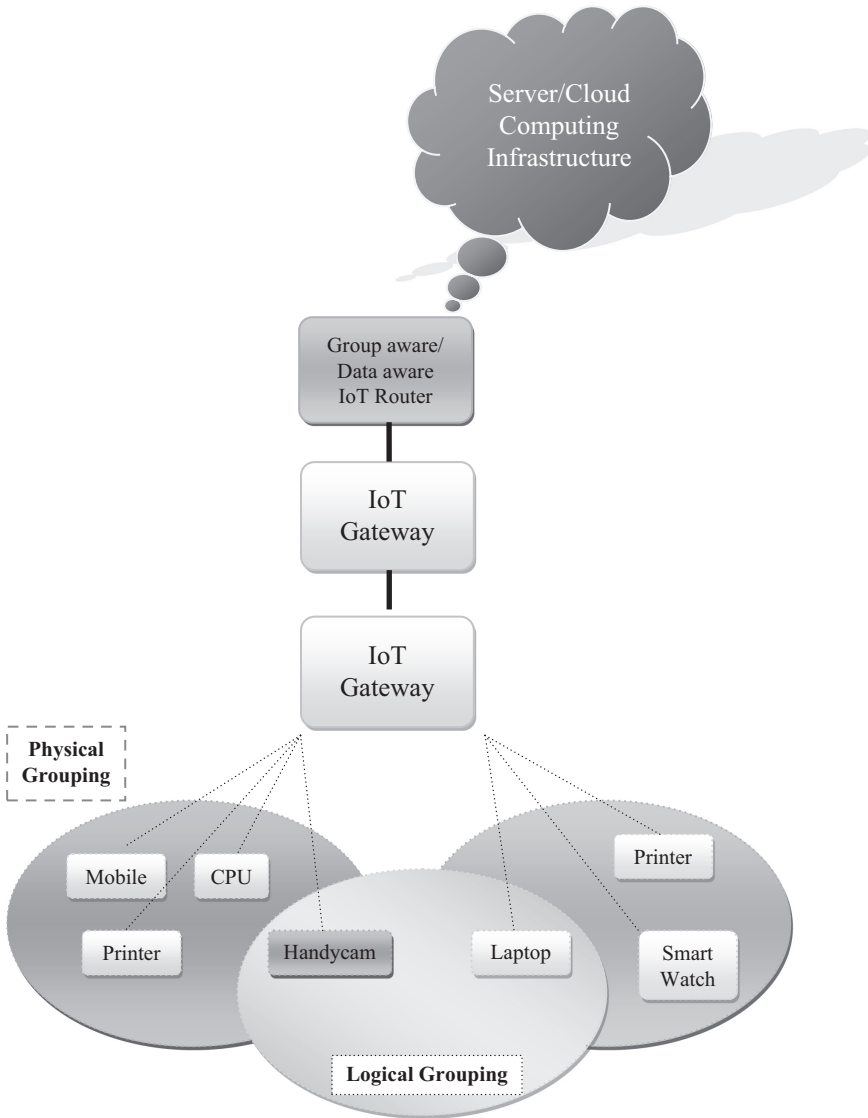 Server/Cloud
Computing
Infrastructure
Group aware/
Data aware
IoT Router
IoT
Gateway
IoT
Gateway
Physical
Grouping
Mobile
CPU
Printer
Printer
Handycam
Laptop
Smart
Watch
Logical Grouping